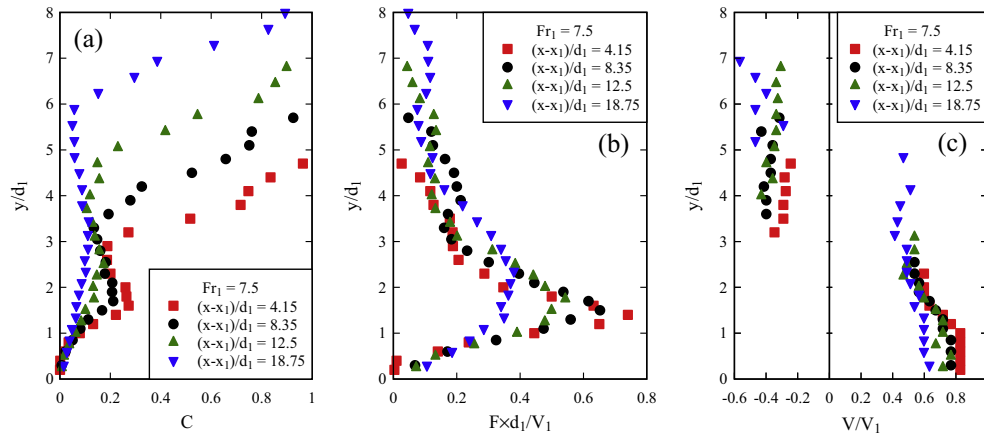 (a)
y/d1
8
7
6
5
4
3
2
1
0
Fr1 = 7.5
(x-x1)/d1 = 4.15
(x-x1)/d1 = 8.35
(x-x1)/d1 = 12.5
(x-x1)/d1 = 18.75
0 0.2 0.4 0.6 0.8 1
C
(b)
y/d1
8
7
6
5
4
3
2
1
0
Fr1 = 7.5
(x-x1)/d1 = 4.15
(x-x1)/d1 = 8.35
(x-x1)/d1 = 12.5
(x-x1)/d1 = 18.75
0 0.2 0.4 0.6 0.8
F×d1/V1
(c)
y/d1
8
7
6
5
4
3
2
1
0
Fr1 = 7.5
(x-x1)/d1 = 4.15
(x-x1)/d1 = 8.35
(x-x1)/d1 = 12.5
(x-x1)/d1 = 18.75
-0.6 -0.4 -0.2 0 0.2 0.4 0.6 0.8
V/V1